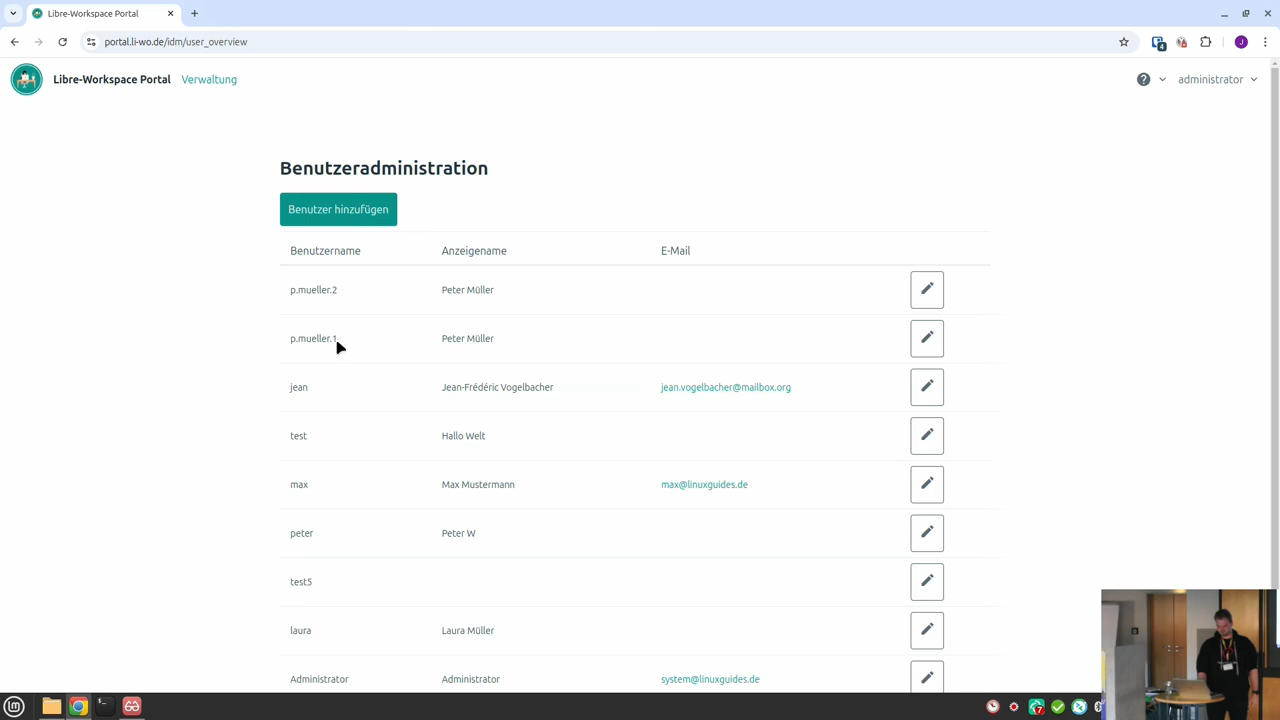 Libre-Workspace Portal
portal.li-wo.de/idm/user_overview
4
J
Libre-Workspace Portal Verwaltung
? administrator
Benutzeradministration
Benutzer hinzufügen
Benutzername Anzeigename E-Mail
p.mueller.2 Peter Müller
p.mueller.1 Peter Müller
jean Jean-Frédéric Vogelbacher jean.vogelbacher@mailbox.org
test Hallo Welt
max Max Mustermann max@linuxguides.de
peter Peter W
test5
laura Laura Müller
Administrator Administrator system@linuxguides.de
7